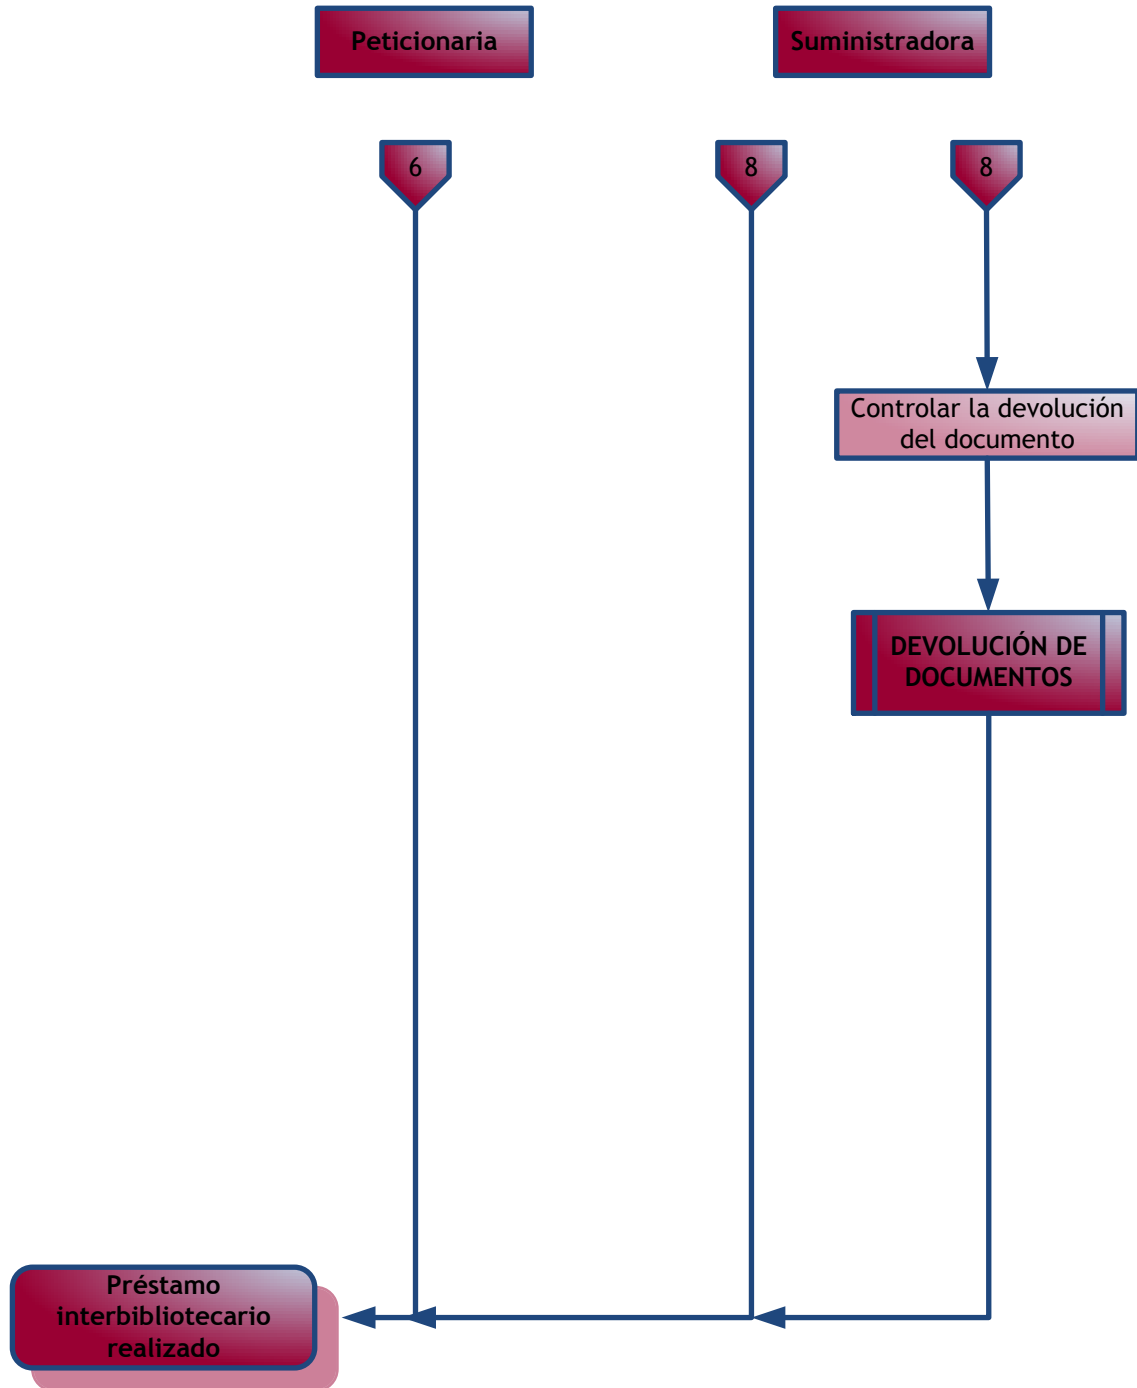 Peticionaria
Suministradora
6
8
8
Controlar la devolución
del documento
DEVOLUCIÓN DE
DOCUMENTOS
Préstamo
interbibliotecario
realizado